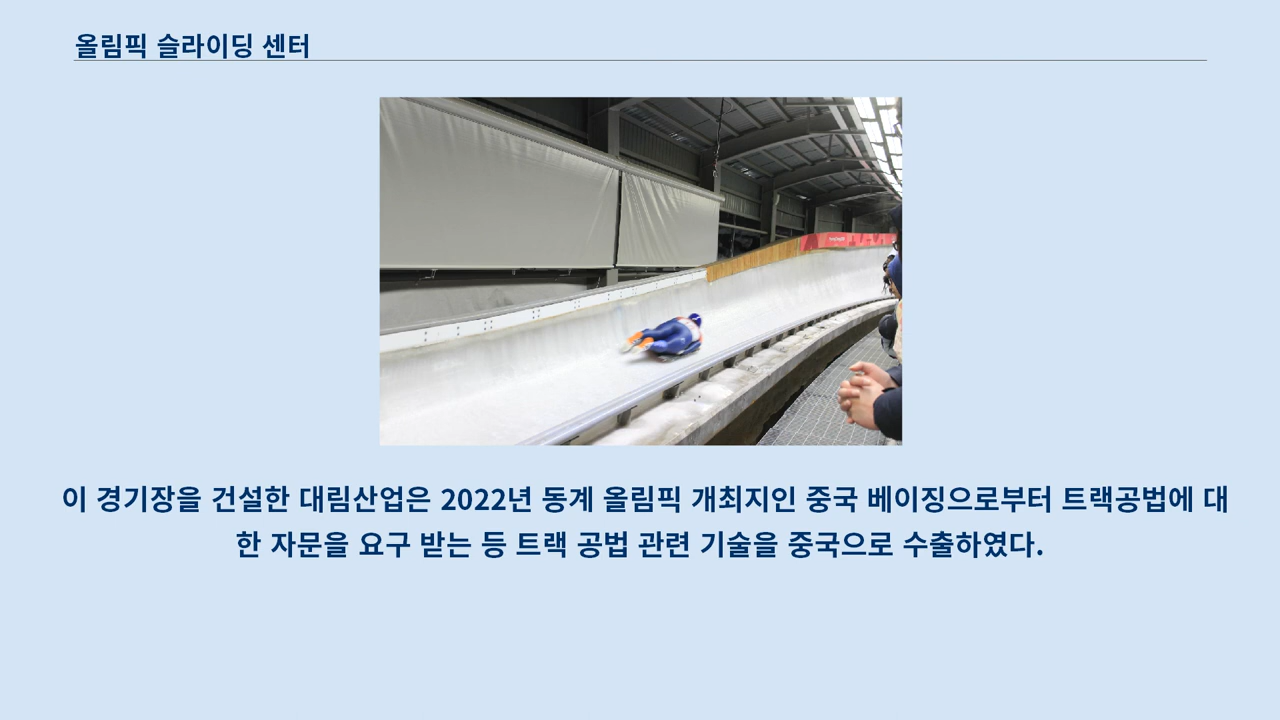 올림픽 슬라이딩 센터
이 경기장을 건설한 대림산업은 2022년 동계 올림픽 개최지인 중국 베이징으로부터 트랙공법에 대
한 자문을 요구 받는 등 트랙 공법 관련 기술을 중국으로 수출하였다.